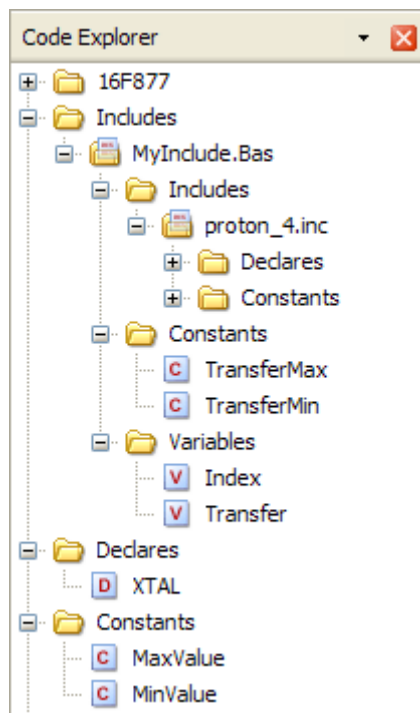 Code Explorer
16F877
Includes
MyInclude.Bas
Includes
proton_4.inc
Declares
Constants
Constants
C TransferMax
C TransferMin
Variables
V Index
V Transfer
Declares
D XTAL
Constants
C MaxValue
C MinValue